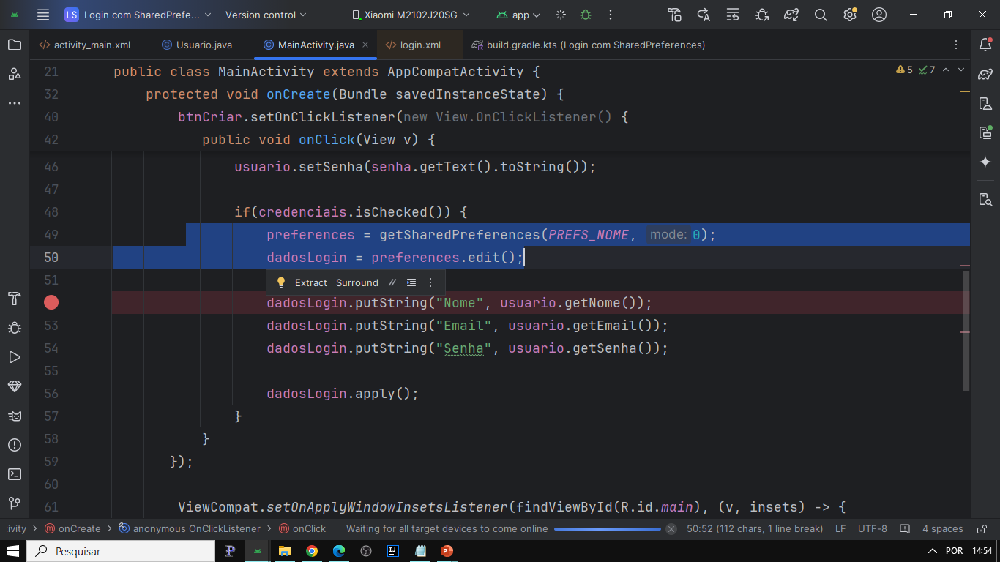 LS Login com SharedPrefe... Version control Xiaomi M2102J20SG app
activity_main.xml Usuario.java MainActivity.java login.xml build.gradle.kts (Login com SharedPreferences)
21 public class MainActivity extends AppCompatActivity { 5 7
32 protected void onCreate(Bundle savedInstanceState) {
40 btnCriar.setOnClickListener(new View.OnClickListener() {
42 public void onClick(View v) {
46 usuario.setSenha(senha.getText().toString());
47
48 if(credenciais.isChecked()) {
49 preferences = getSharedPreferences(PREFS_NOME, mode: 0);
50 dadosLogin = preferences.edit();
51
Extract Surround //
dadosLogin.putString("Nome", usuario.getNome());
53 dadosLogin.putString("Email", usuario.getEmail());
54 dadosLogin.putString("Senha", usuario.getSenha());
55
56 dadosLogin.apply();
57 }
58 }
59 });
60
61 ViewCompat.setOnApplyWindowInsetsListener(findViewById(R.id.main), (v, insets) -> {
ivity > onCreate > anonymous OnClickListener > onClick Waiting for all target devices to come online 50:52 (112 chars, 1 line break) LF UTF-8 4 spaces
Pesquisar POR 14:54